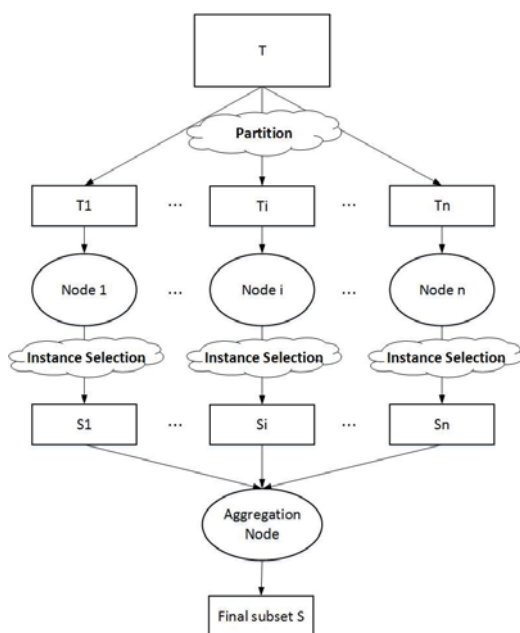 T
Partition
T1 ... Ti ... Tn
Node 1 ... Node i ... Node n
Instance Selection Instance Selection Instance Selection
S1 ... Si ... Sn
Aggregation
Node
Final subset S